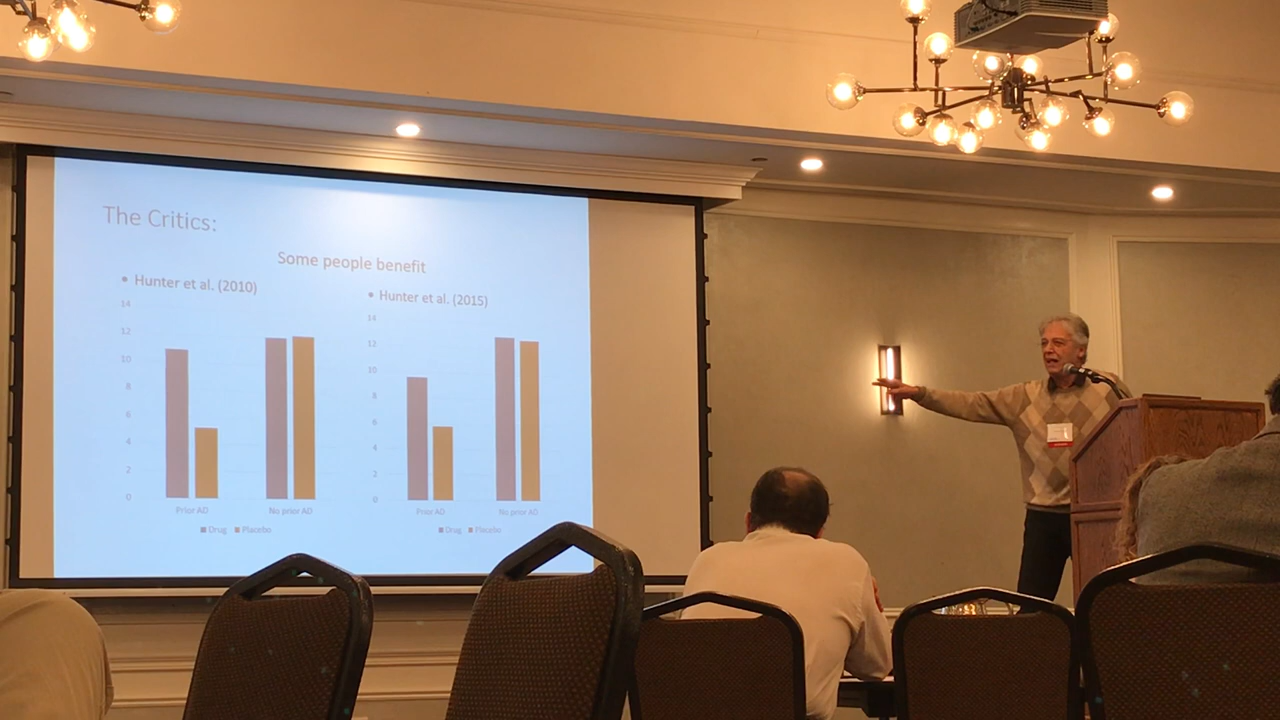 The Critics:
Some people benefit
• Hunter et al. (2010)
14
12
10
8
6
4
2
0
Prior AD
No prior AD
Drug
Placebo
• Hunter et al. (2015)
14
12
10
8
6
4
2
0
Prior AD
No prior AD
Drug
Placebo